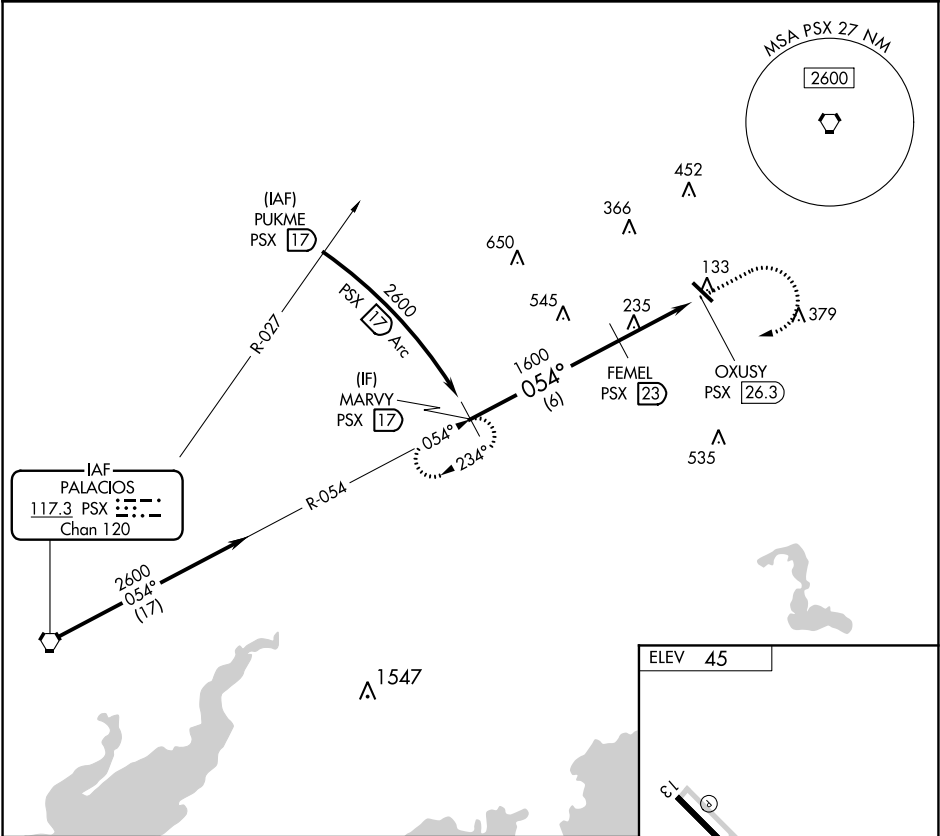 MSA PSX 27 NM
2600
452
366
(IAF)
PUKME
PSX 17
650
133
2600
PSX 17 Arc
545
235
379
R-027
1600
054°
(6)
FEMEL
PSX 23
OXUSY
PSX 26.3
(IF)
MARVY
PSX 17
054°
234°
535
IAF
PALACIOS
117.3 PSX
Chan 120
R-054
2600
054°
(17)
ELEV 45
1547
13
P